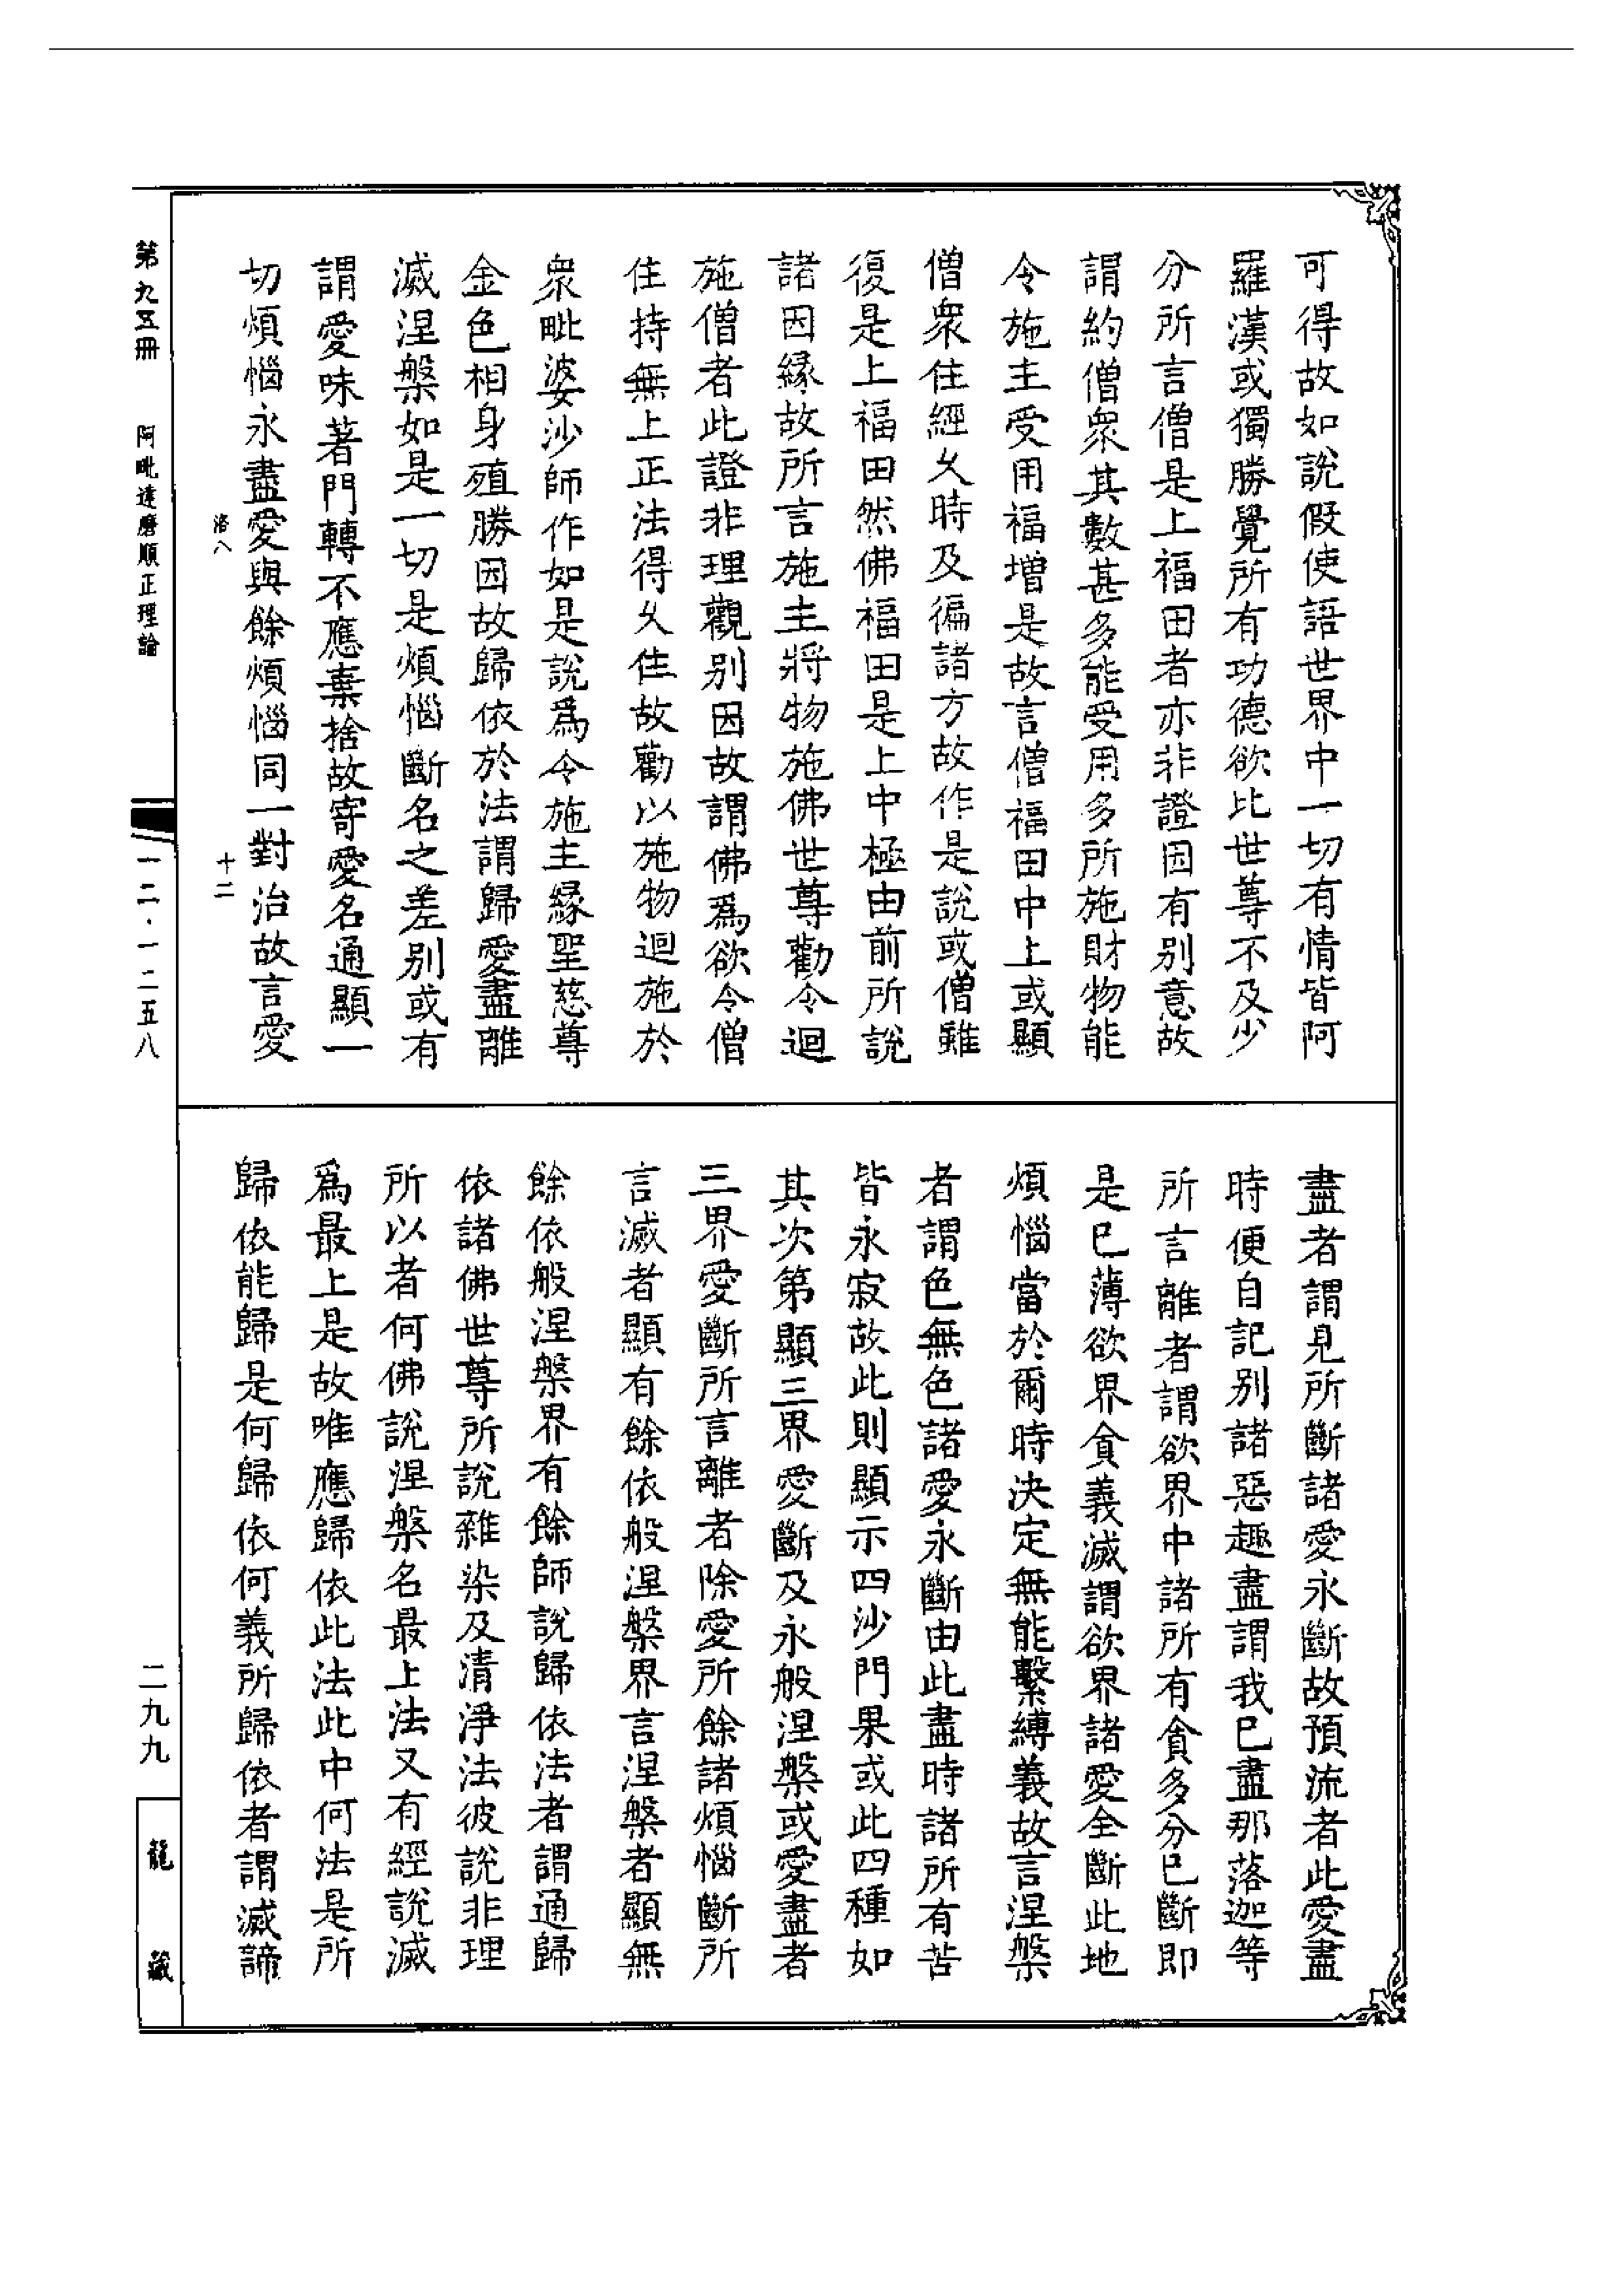 可得故如說假使語世界中一切有情皆阿
羅漢或獨勝覺所有功德欲比世尊不及少
分所言僧是上福田者亦非證因有别意故
謂約僧衆其數甚多能受用多所施財物能
令施主受用福增是故言僧福田中上或顯
僧衆住經乆時及徧諸方故作是說或僧雖
復是上福田然佛福田是上中極由前所說
諸因緣故所言施主將物施佛世尊勸令迴
施僧者此證非理觀别因故謂佛爲欲令僧
住持無上正法得乆住故勸以施物迴施於
衆毗婆沙師作如是說爲令施主緣聖慈尊
金色相身殖勝因故歸依於法謂歸愛盡離
滅涅槃如是一切是煩惱斷名之差别或有
謂愛味著門轉不應棄捨故寄愛名通顯一
切煩惱永盡愛與餘煩惱同一對治故言愛
盡者謂見所斷諸愛永斷故預流者此愛盡
時便自記别諸惡趣盡謂我已盡那落迦等
所言離者謂欲界中諸所有貪多分已斷即
是已薄欲界貪義滅謂欲界諸愛全斷此地
煩惱當於爾時決定無能繫縛義故言涅槃
者謂色無色諸愛永斷由此盡時諸所有苦
皆永寂故此則顯示四沙門果或此四種如
其次第顯三界愛斷及永般涅槃或愛盡者
三界愛斷所言離者除愛所餘諸煩惱斷所
言滅者顯有餘依般涅槃界言涅槃者顯無
餘依般涅槃界有餘師說歸依法者謂通歸
依諸佛世尊所說雜染及清淨法彼說非理
所以者何佛說涅槃名最上法又有經說滅
爲最上是故唯應歸依此法此中何法是所
歸依能歸是何歸依何義所歸依者謂滅諦
洛八
十二
第九五冊
阿毗達磨順正理論
一二·一二五八
二九九
龍藏